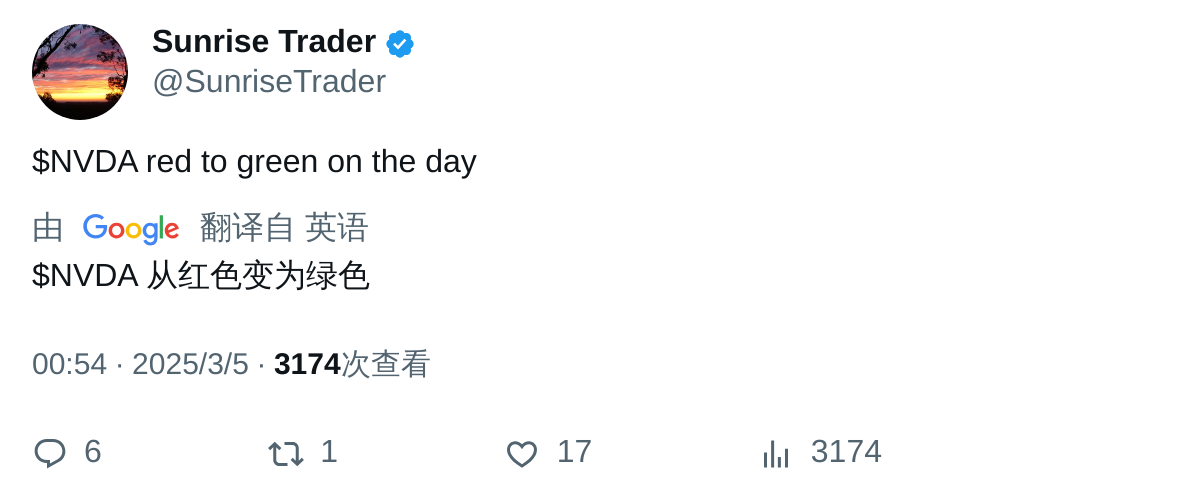 Sunrise Trader
@SunriseTrader
$NVDA red to green on the day
由 Google 翻译自 英语
$NVDA 从红色变为绿色
00:54 · 2025/3/5 · 3174次查看
6 1 17 3174